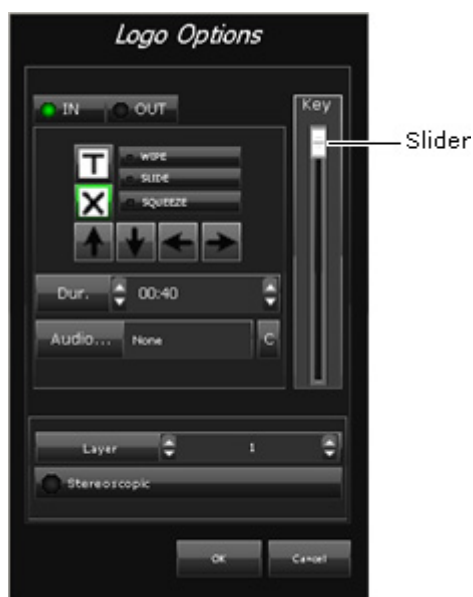 Logo Options
IN OUT
Key
Slider
T
WIPE
SLIDE
X
SQUEEZE
Dur. 00:40
Audio... None C
Layer 1
Stereoscopic
OK Cancel